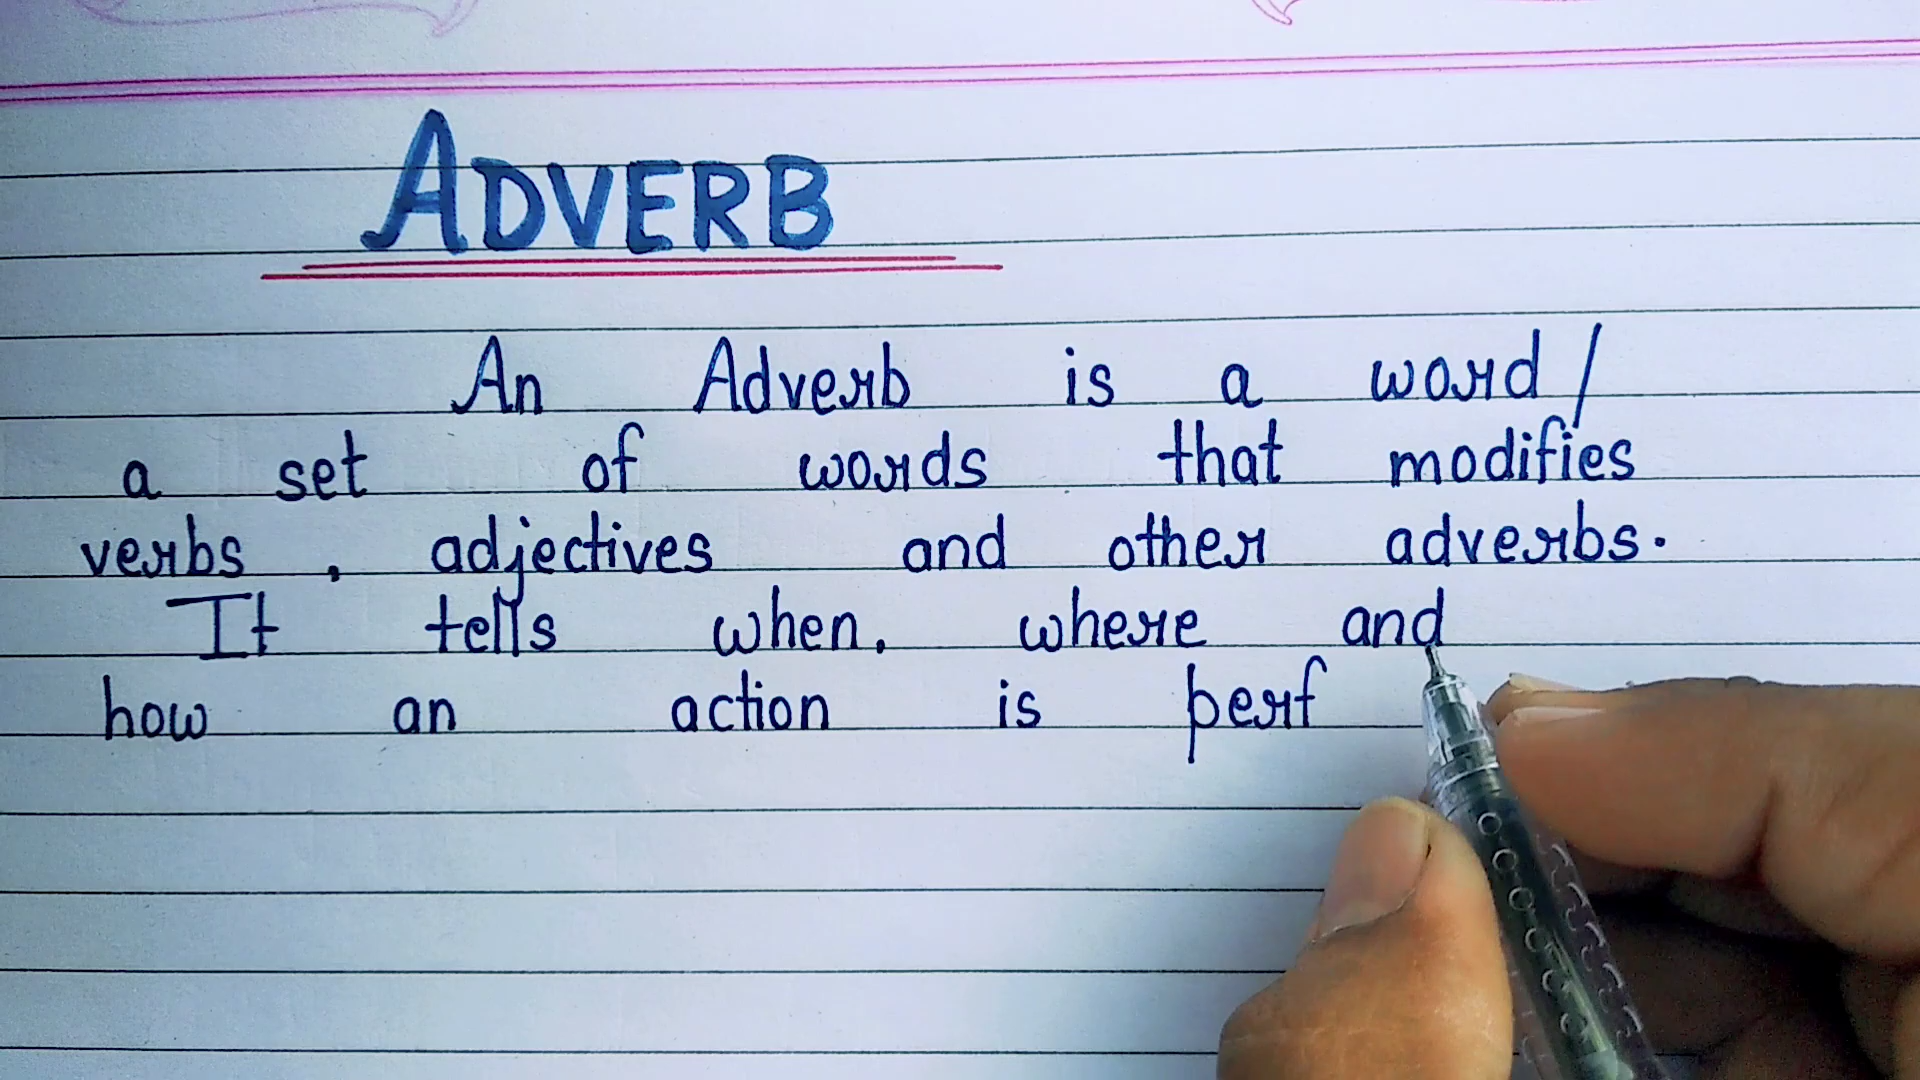 ADVERB
An Adverb is a word/
a set of words that modifies
verbs, adjectives and other adverbs.
It tells when, where and
how an action is perf